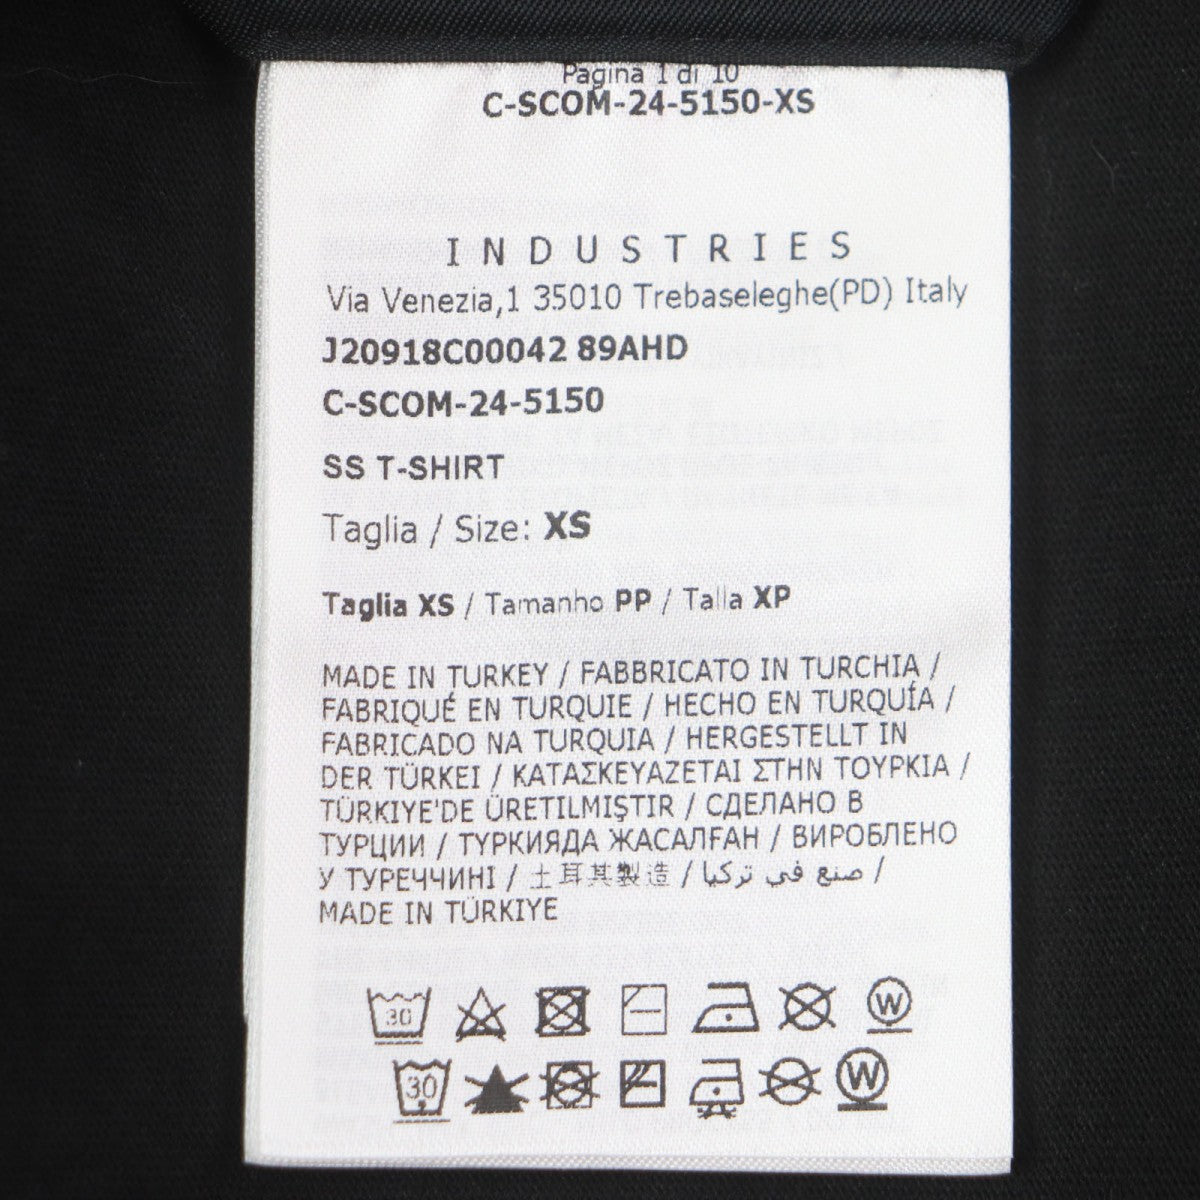 Pagina 1 di 10
C-SCOM-24-5150-XS
INDUSTRIES
Via Venezia,1 35010 Trebaseleghe(PD) Italy
J20918C00042 89AHD
C-SCOM-24-5150
SS T-SHIRT
Taglia / Size: XS
Taglia XS / Tamanho PP / Talla XP
MADE IN TURKEY / FABBRICATO IN TURCHIA /
FABRIQUÉ EN TURQUIE / HECHO EN TURQUÍA /
FABRICADO NA TURQUIA / HERGESTELLT IN
DER TÜRKEI / ΚΑΤΑΣΚΕΥΑΖΕΤΑΙ ΣΤΗΝ ΤΟΥΡΚΙΑ /
TÜRKIYE'DE ÜRETILMIŞTIR / СДЕЛАНО В
ТУРЦИИ / ТҮРКИЯДА ЖАСАЛҒАН / ВИРОБЛЕНО
У ТУРЕЧЧИНІ / 土耳其製造 / صنع في تركيا /
MADE IN TÜRKIYE
30 W
30 W